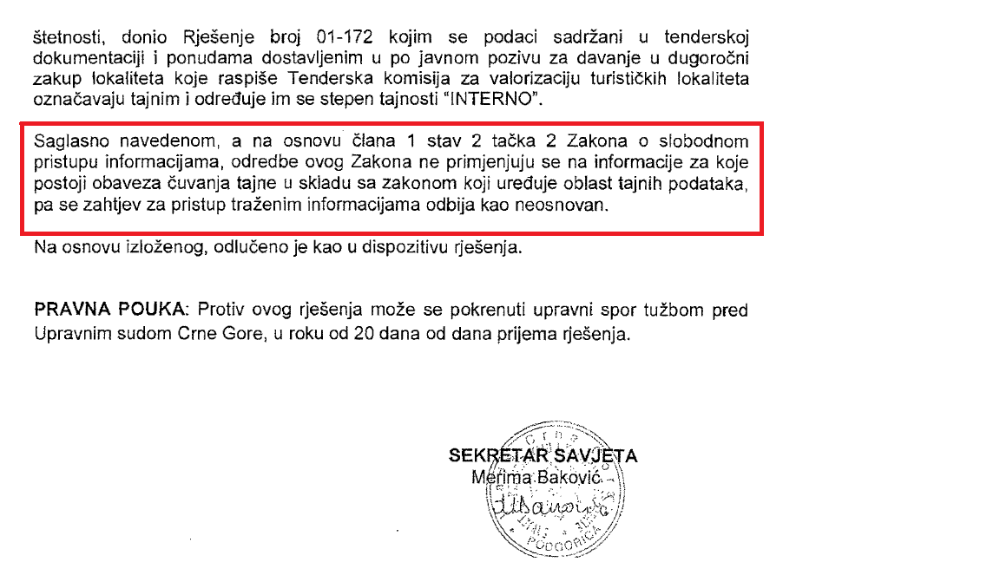 štetnosti, donio Rješenje broj 01-172 kojim se podaci sadržani u tenderskoj
dokumentaciji i ponudama dostavljenim u po javnom pozivu za davanje u dugoročni
zakup lokaliteta koje raspiše Tenderska komisija za valorizaciju turističkih lokaliteta
označavaju tajnim i određuje im se stepen tajnosti “INTERNO”.
Saglasno navedenom, a na osnovu člana 1 stav 2 tačka 2 Zakona o slobodnom
pristupu informacijama, odredbe ovog Zakona ne primjenjuju se na informacije za koje
postoji obaveza čuvanja tajne u skladu sa zakonom koji uređuje oblast tajnih podataka,
pa se zahtjev za pristup traženim informacijama odbija kao neosnovan.
Na osnovu izloženog, odlučeno je kao u dispozitivu rješenja.
PRAVNA POUKA: Protiv ovog rješenja može se pokrenuti upravni spor tužbom pred
Upravnim sudom Crne Gore, u roku od 20 dana od dana prijema rješenja.
SEKRETAR SAVJETA
Merima Baković
Crna
PODGORICA